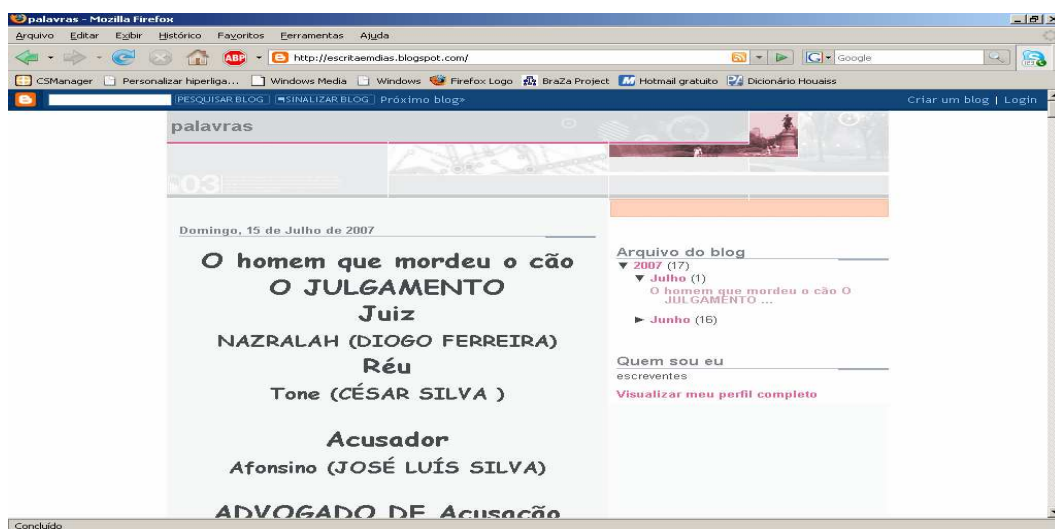 palavras - Mozilla Firefox
Arquivo Editar Exibir Histórico Favoritos Ferramentas Ajuda
ABP http://escritaemdias.blogspot.com/ G Google
CSManager Personalizar hiperliga... Windows Media Windows Firefox Logo BraZa Project Hotmail gratuito Dicionário Houaiss
PESQUISAR BLOG SINALIZAR BLOG Próximo blog» Criar um blog | Login
palavras
03
Domingo, 15 de Julho de 2007
O homem que mordeu o cão
O JULGAMENTO
Juiz
NAZRALAH (DIOGO FERREIRA)
Réu
Tone (CÉSAR SILVA )
Acusador
Afonsino (JOSÉ LUÍS SILVA)
ADVOGADO DE Acusação
Arquivo do blog
▼ 2007 (17)
▼ Julho (1)
O homem que mordeu o cão O
JULGAMENTO ...
► Junho (16)
Quem sou eu
escreventes
Visualizar meu perfil completo
Concluído